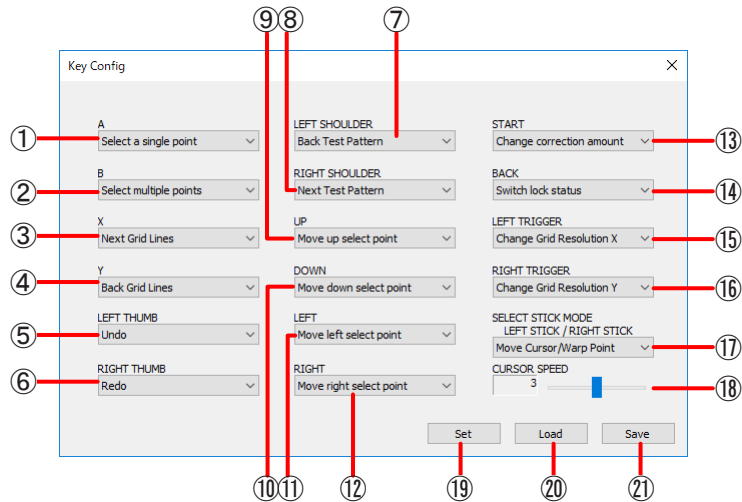 ⑨⑧ ⑦
Key Config
A
① Select a single point
B
② Select multiple points
X
③ Next Grid Lines
Y
④ Back Grid Lines
LEFT THUMB
⑤ Undo
RIGHT THUMB
⑥ Redo
LEFT SHOULDER
Back Test Pattern
RIGHT SHOULDER
Next Test Pattern
UP
Move up select point
DOWN
Move down select point
LEFT
Move left select point
RIGHT
Move right select point
START
Change correction amount ⑬
BACK
Switch lock status ⑭
LEFT TRIGGER
Change Grid Resolution X ⑮
RIGHT TRIGGER
Change Grid Resolution Y ⑯
SELECT STICK MODE
LEFT STICK / RIGHT STICK
Move Cursor/Warp Point ⑰
CURSOR SPEED
3 ⑱
Set Load Save
⑩⑪ ⑫ ⑲ ⑳ ㉑